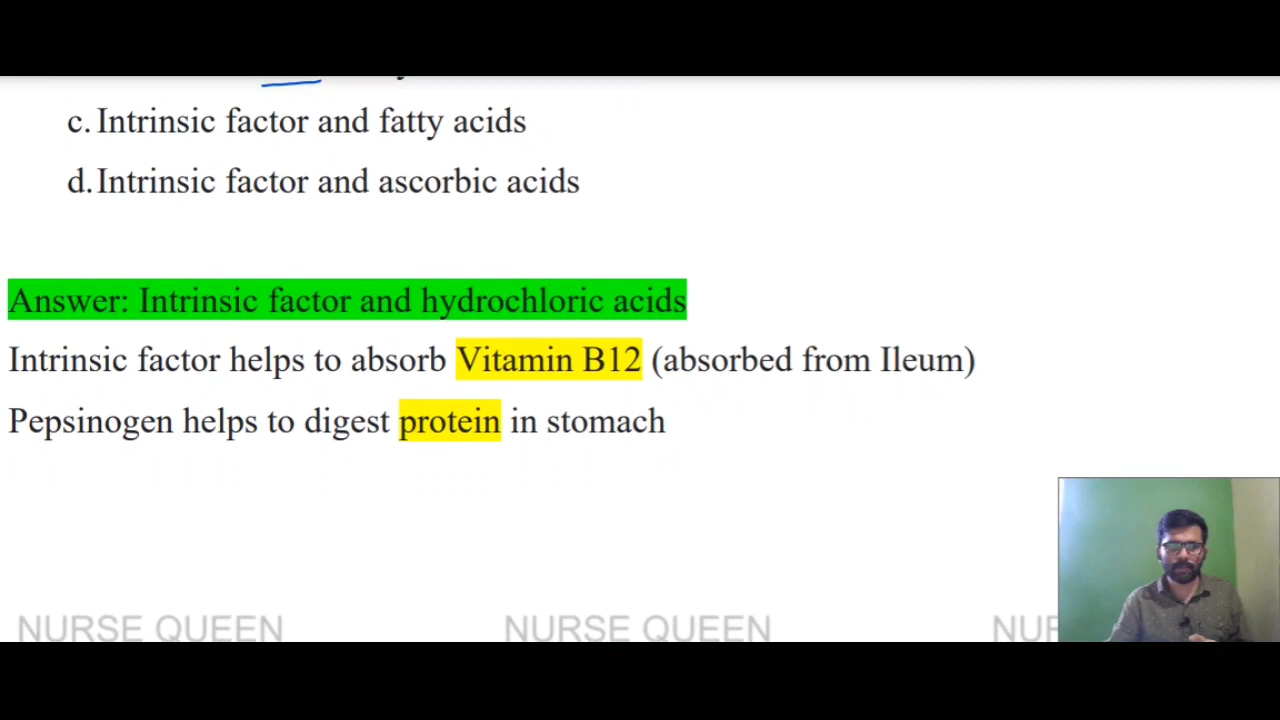 c. Intrinsic factor and fatty acids
d. Intrinsic factor and ascorbic acids
Answer: Intrinsic factor and hydrochloric acids
Intrinsic factor helps to absorb Vitamin B12 (absorbed from Ileum)
Pepsinogen helps to digest protein in stomach
NURSE QUEEN NURSE QUEEN NUR